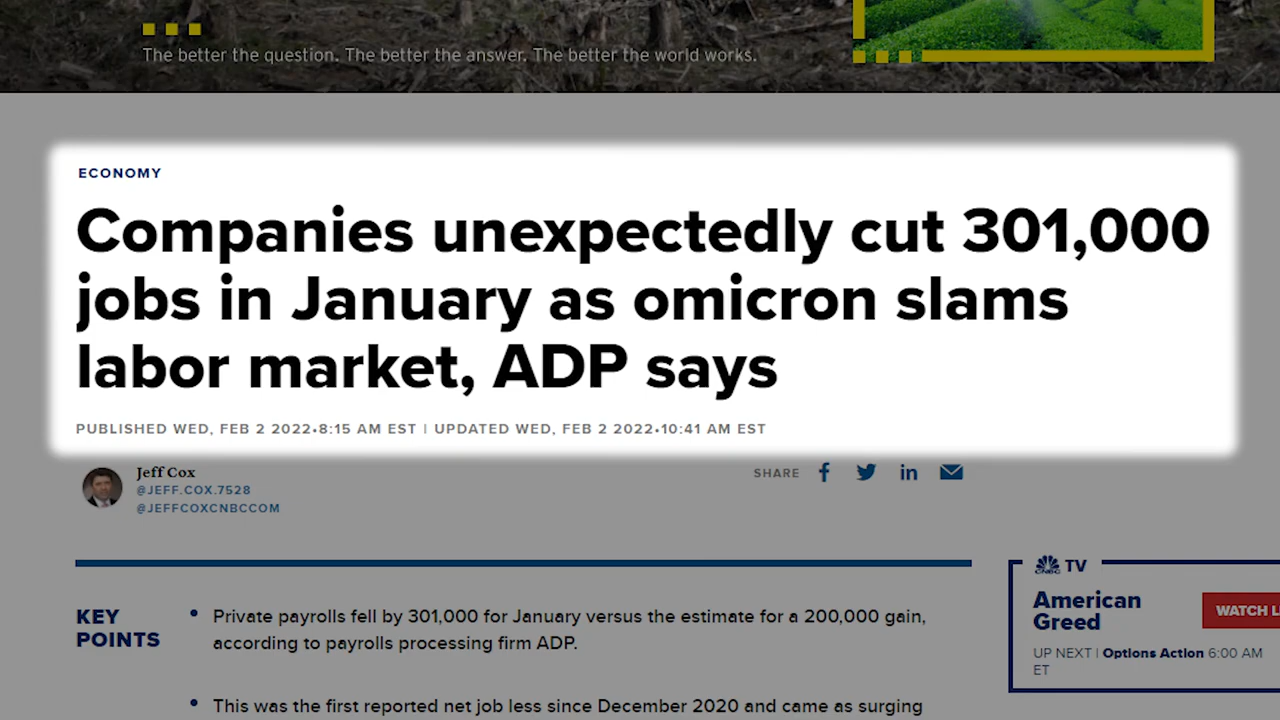 The better the question. The better the answer. The better the world works.
ECONOMY
Companies unexpectedly cut 301,000
jobs in January as omicron slams
labor market, ADP says
PUBLISHED WED, FEB 2 2022•8:15 AM EST | UPDATED WED, FEB 2 2022•10:41 AM EST
Jeff Cox
@JEFF.COX.7528
@JEFFCOXCNBCCOM
SHARE
KEY
POINTS
• Private payrolls fell by 301,000 for January versus the estimate for a 200,000 gain,
according to payrolls processing firm ADP.
• This was the first reported net job less since December 2020 and came as surging
CNBC TV
American
Greed
WATCH L
UP NEXT | Options Action 6:00 AM
ET